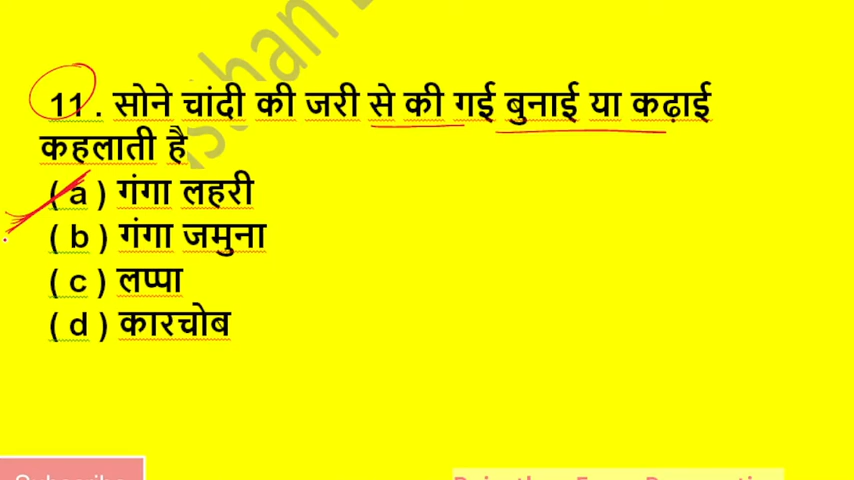 11 . सोने चांदी की जरी से की गई बुनाई या कढ़ाई
कहलाती है
( a ) गंगा लहरी
( b ) गंगा जमुना
( c ) लप्पा
( d ) कारचोब